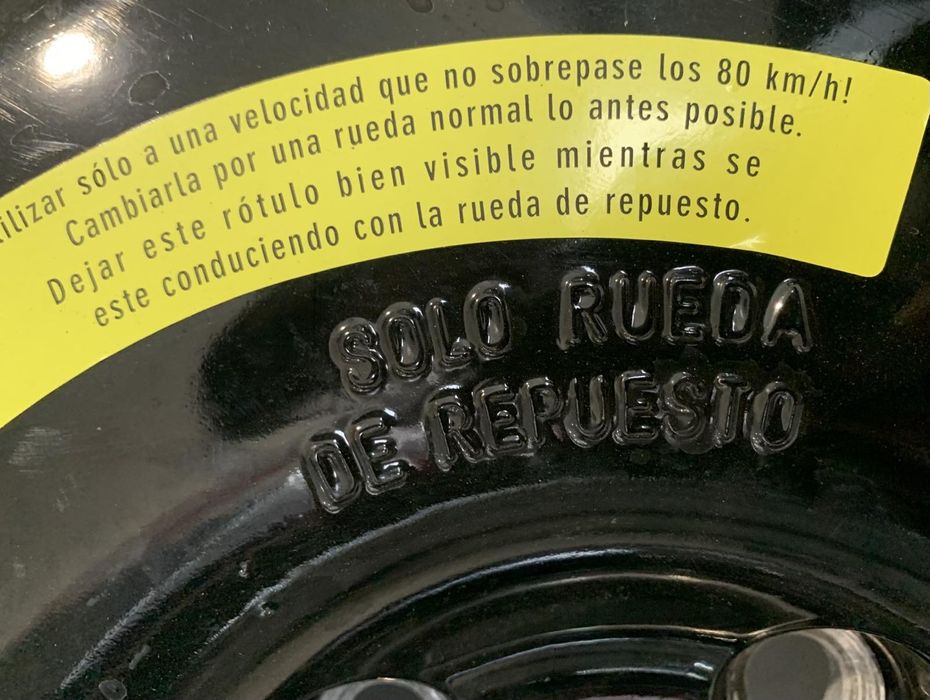 tilizar sólo a una velocidad que no sobrepase los 80 km/h!
Cambiarla por una rueda normal lo antes posible.
Dejar este rótulo bien visible mientras se
este conduciendo con la rueda de repuesto.
SOLO RUEDA
DE REPUESTO